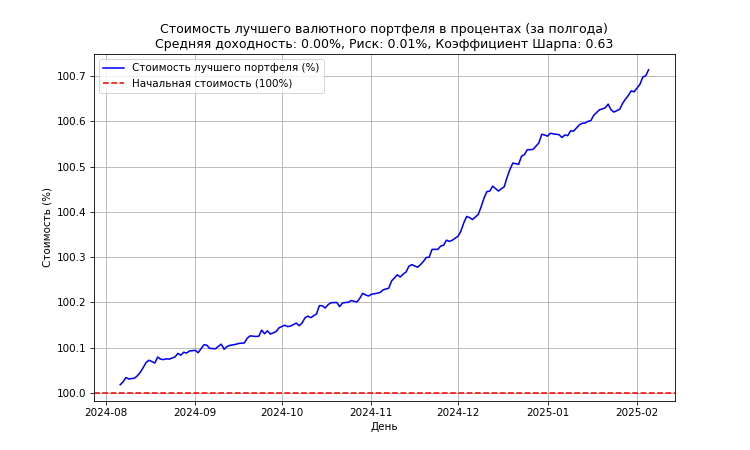 Стоимость лучшего валютного портфеля в процентах (за полгода)
Средняя доходность: 0.00%, Риск: 0.01%, Коэффициент Шарпа: 0.63
Стоимость лучшего портфеля (%)
Начальная стоимость (100%)
Стоимость (%)
100.7
100.6
100.5
100.4
100.3
100.2
100.1
100.0
2024-08 2024-09 2024-10 2024-11 2024-12 2025-01 2025-02
День